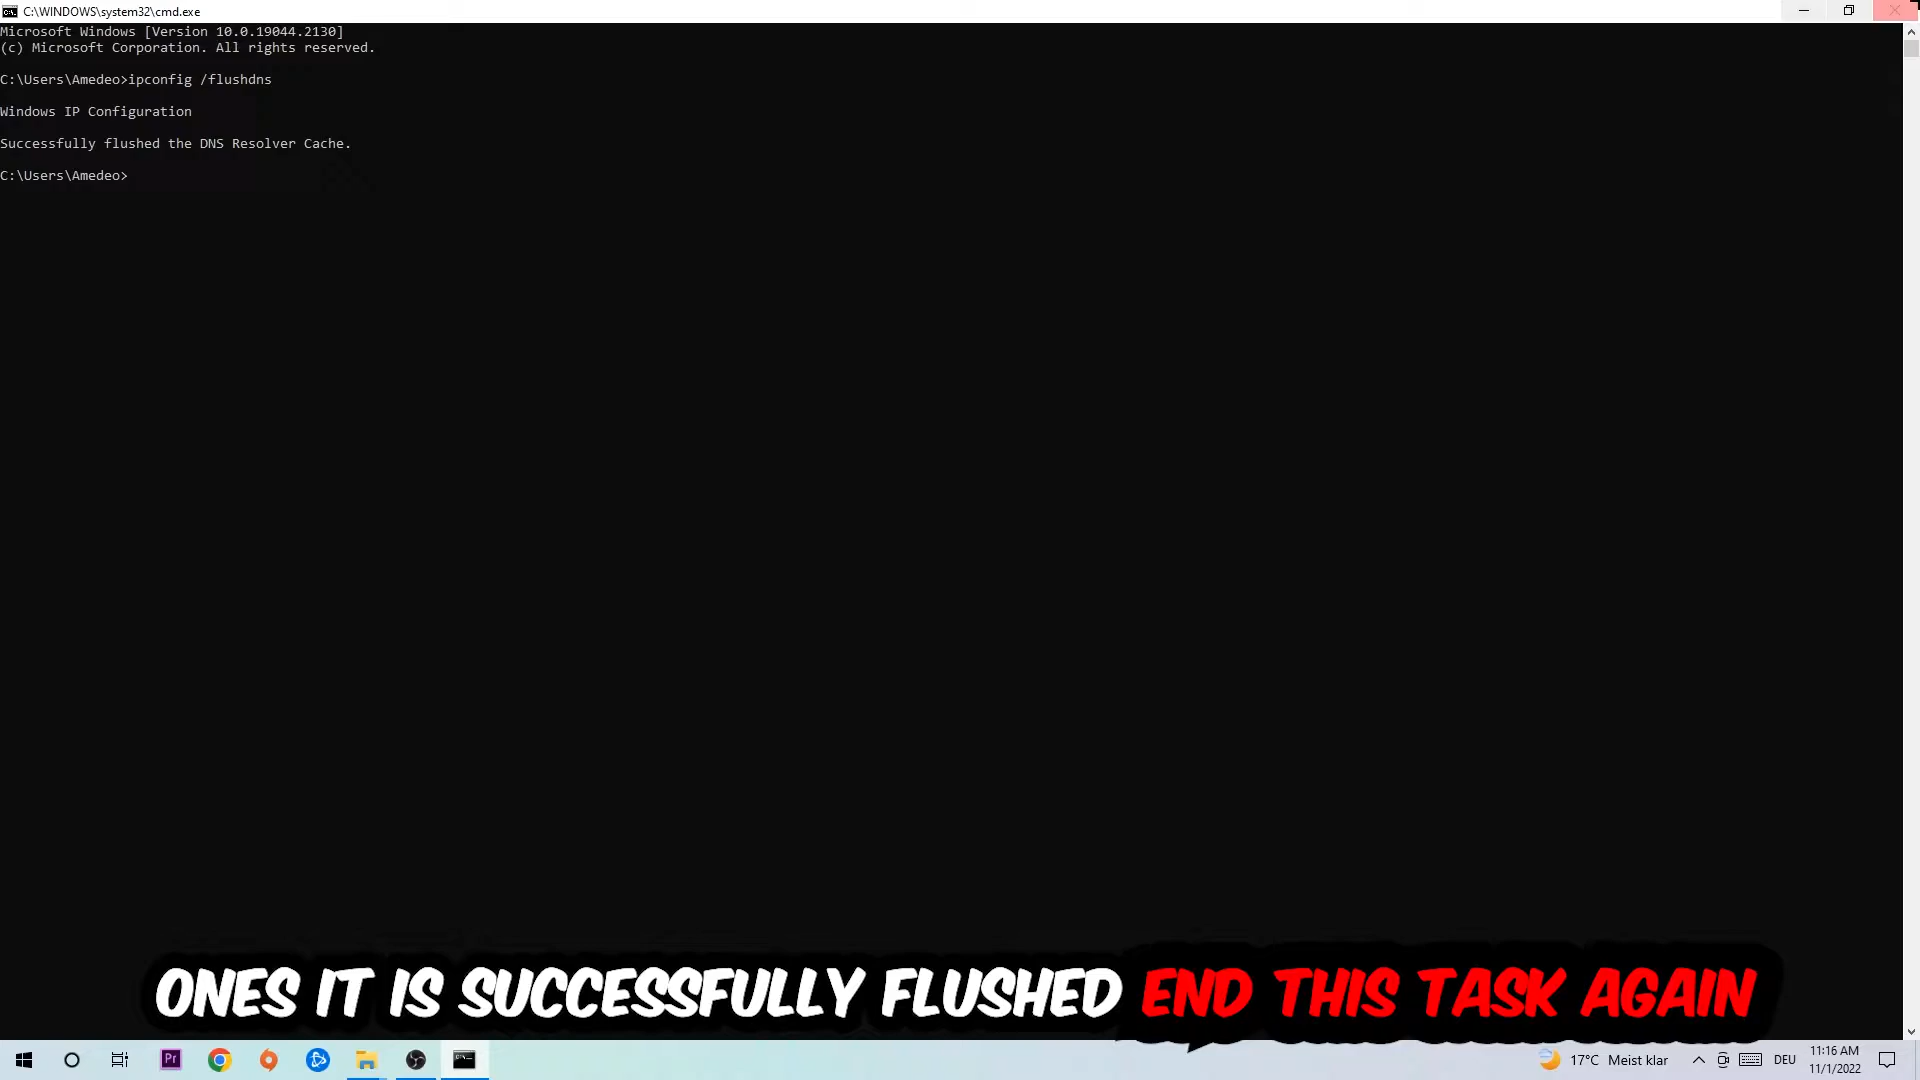 C:\WINDOWS\system32\cmd.exe
Microsoft Windows [Version 10.0.19044.2130]
(c) Microsoft Corporation. All rights reserved.
C:\Users\Amedeo>ipconfig /flushdns
Windows IP Configuration
Successfully flushed the DNS Resolver Cache.
C:\Users\Amedeo>
ONES IT IS SUCCESSFULLY FLUSHED END THIS TASK AGAIN
Pr
17°C Meist klar
DEU
11:16 AM
11/1/2022